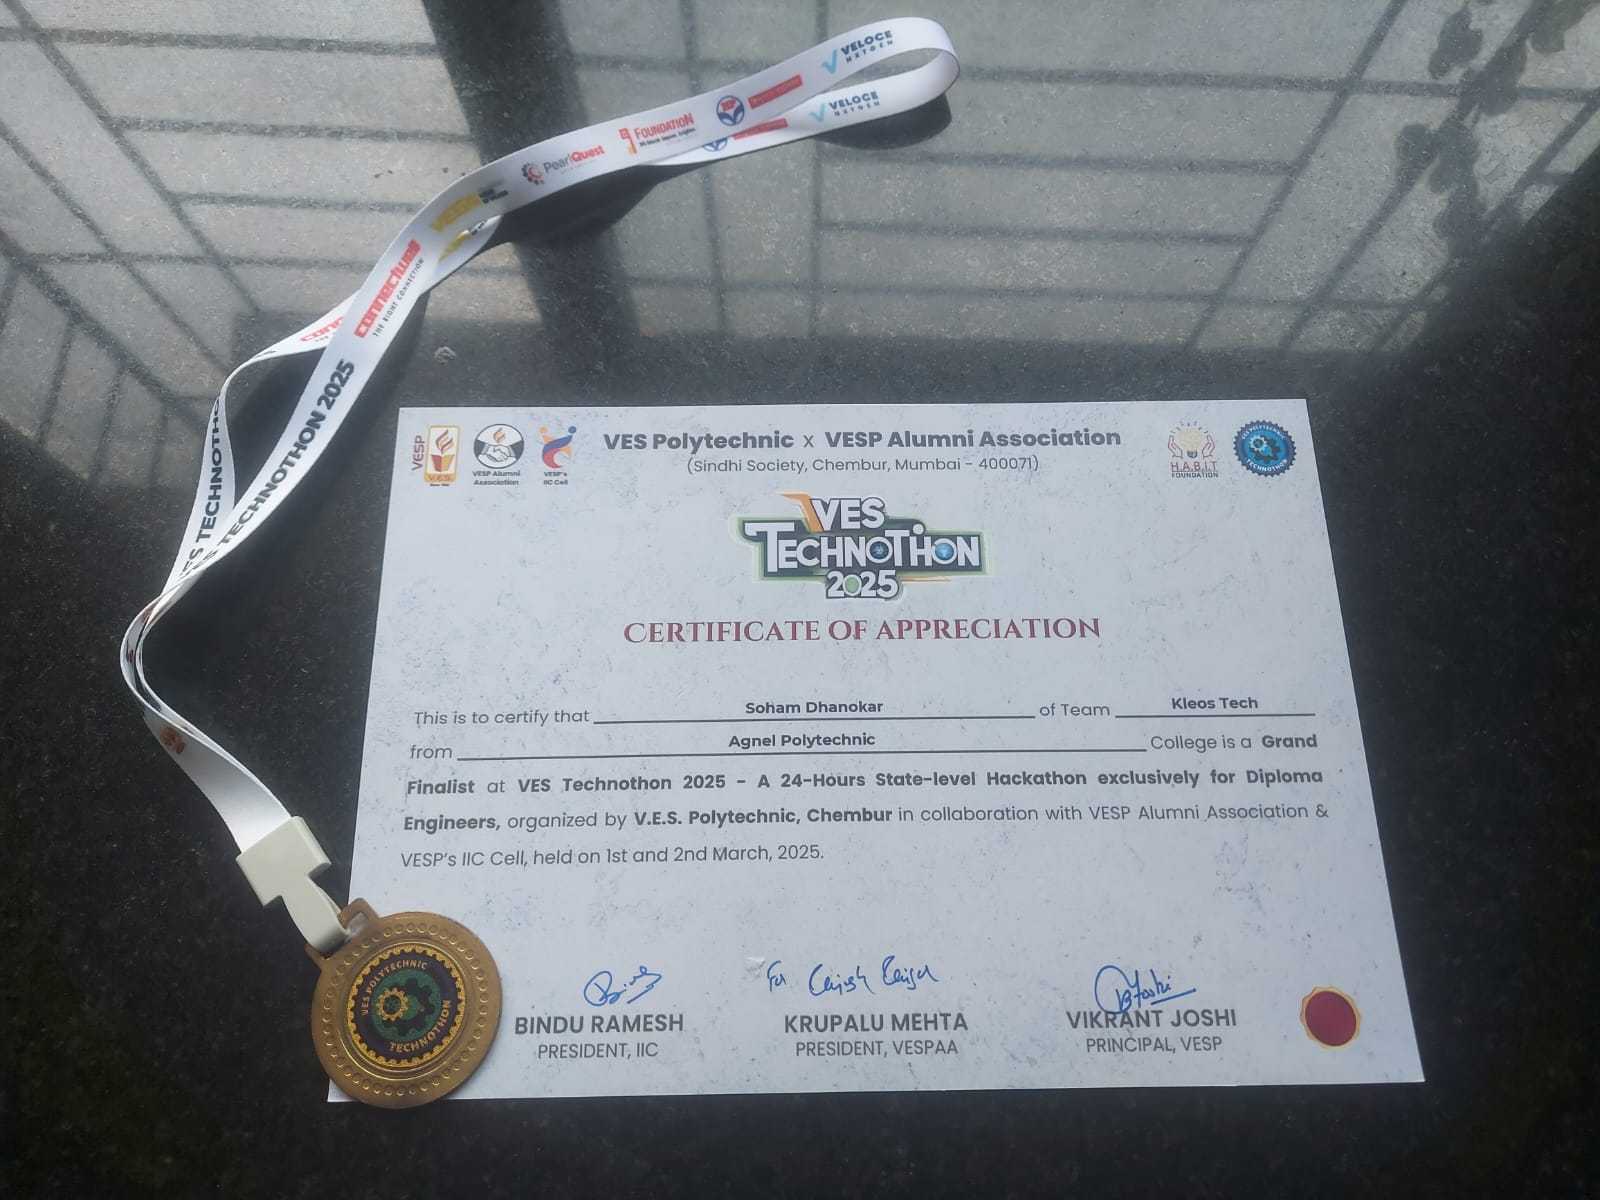 VELOCE
NXTGEN
VELOCE
NXTGEN
HP
FOUNDATION
PearlQuest
connectwell
THE RIGHT CONNECTION
VES TECHNOTHON 2025
VES TECHNOTHO
VESP
V.E.S.
VESP Alumni
Association
VESP's
IIC Cell
VES Polytechnic x VESP Alumni Association
(Sindhi Society, Chembur, Mumbai - 400071)
H.A.B.I.T
FOUNDATION
VES POLYTECHNIC
TECHNOTHON
VES
TECHNOTHON
2025
CERTIFICATE OF APPRECIATION
This is to certify that Soham Dhanokar of Team Kleos Tech
from Agnel Polytechnic College is a Grand
Finalist at VES Technothon 2025 - A 24-Hours State-level Hackathon exclusively for Diploma
Engineers, organized by V.E.S. Polytechnic, Chembur in collaboration with VESP Alumni Association &
VESP's IIC Cell, held on 1st and 2nd March, 2025.
BINDU RAMESH
PRESIDENT, IIC
KRUPALU MEHTA
PRESIDENT, VESPAA
VIKRANT JOSHI
PRINCIPAL, VESP
VES POLYTECHNIC
TECHNOTHON